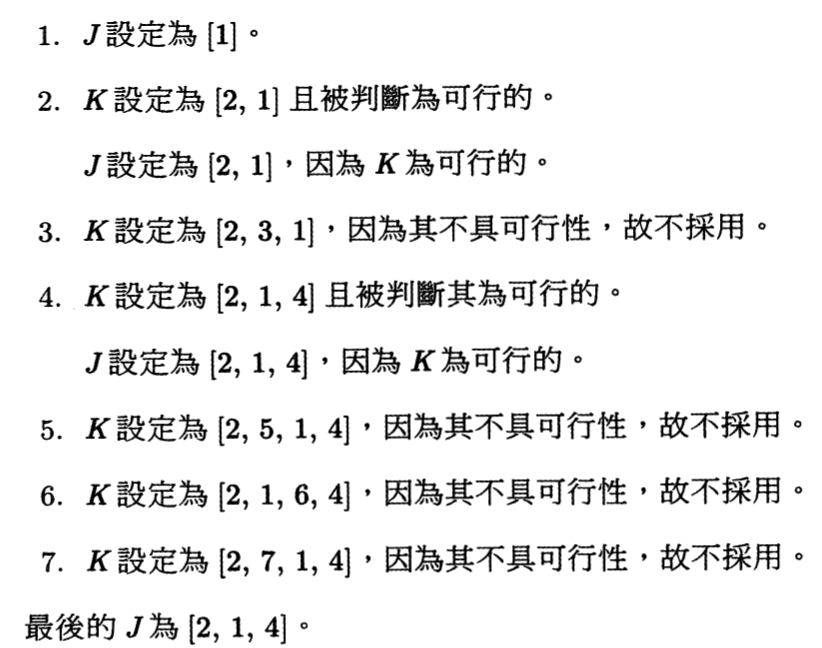 1. J 設定為 [1]。
2. K 設定為 [2, 1] 且被判斷為可行的。
J 設定為 [2, 1]，因為 K 為可行的。
3. K 設定為 [2, 3, 1]，因為其不具可行性，故不採用。
4. K 設定為 [2, 1, 4] 且被判斷其為可行的。
J 設定為 [2, 1, 4]，因為 K 為可行的。
5. K 設定為 [2, 5, 1, 4]，因為其不具可行性，故不採用。
6. K 設定為 [2, 1, 6, 4]，因為其不具可行性，故不採用。
7. K 設定為 [2, 7, 1, 4]，因為其不具可行性，故不採用。
最後的 J 為 [2, 1, 4]。